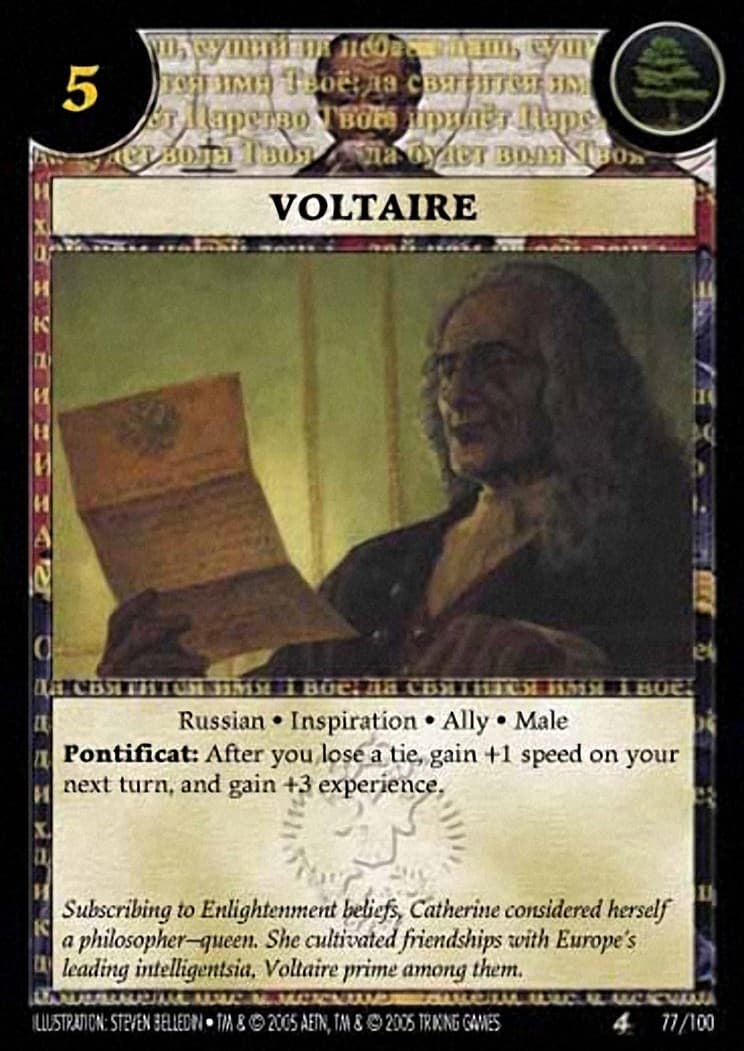 5
VOLTAIRE
Russian • Inspiration • Ally • Male
Pontificat: After you lose a tie, gain +1 speed on your
next turn, and gain +3 experience.
Subscribing to Enlightenment beliefs, Catherine considered herself
a philosopher–queen. She cultivated friendships with Europe's
leading intelligentsia, Voltaire prime among them.
ILLUSTRATION: STEVEN BELLEDIN • TM & © 2005 AETN, TM & © 2005 TRIKING GAMES
4 77/100